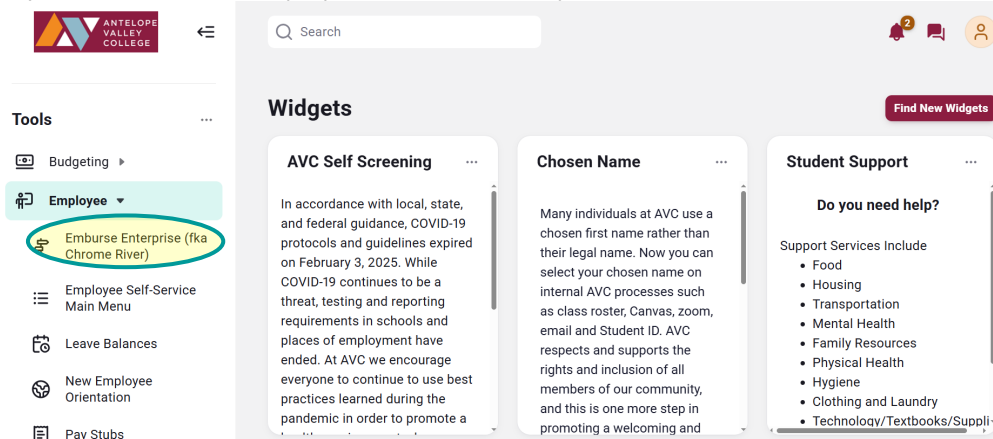 ANTELOPE
VALLEY
COLLEGE
Search
2
Tools
...
Budgeting
Employee
Emburse Enterprise (fka
Chrome River)
Employee Self-Service
Main Menu
Leave Balances
New Employee
Orientation
Pay Stubs
Widgets
Find New Widgets
AVC Self Screening
...
In accordance with local, state,
and federal guidance, COVID-19
protocols and guidelines expired
on February 3, 2025. While
COVID-19 continues to be a
threat, testing and reporting
requirements in schools and
places of employment have
ended. At AVC we encourage
everyone to continue to use best
practices learned during the
pandemic in order to promote a
Chosen Name
...
Many individuals at AVC use a
chosen first name rather than
their legal name. Now you can
select your chosen name on
internal AVC processes such
as class roster, Canvas, zoom,
email and Student ID. AVC
respects and supports the
rights and inclusion of all
members of our community,
and this is one more step in
promoting a welcoming and
Student Support
...
Do you need help?
Support Services Include
• Food
• Housing
• Transportation
• Mental Health
• Family Resources
• Physical Health
• Hygiene
• Clothing and Laundry
• Technology/Textbooks/Suppli